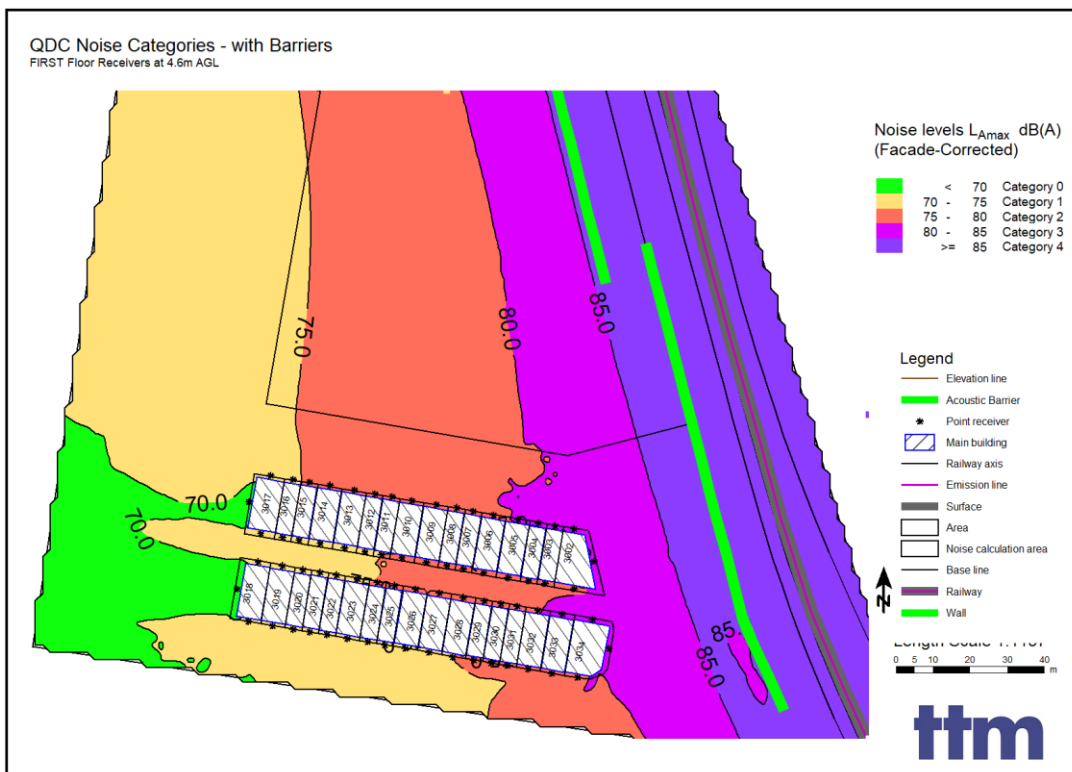 QDC Noise Categories - with Barriers
FIRST Floor Receivers at 4.6m AGL
Noise levels LAmax dB(A)
(Facade-Corrected)
< 70 Category 0
70 - 75 Category 1
75 - 80 Category 2
80 - 85 Category 3
>= 85 Category 4
75.0
80.0
85.0
70.0
70.0
85.
85.0
3017
3016
3015
3014
3013
3012
3011
3010
3009
3008
3007
3006
3005
3004
3003
3002
3018
3019
3020
3021
3022
3023
3024
3025
3026
3027
3028
3029
3030
3031
3032
3033
3034
Legend
Elevation line
Acoustic Barrier
Point receiver
Main building
Railway axis
Emission line
Surface
Area
Noise calculation area
Base line
Railway
Wall
N
Length Scale
0 5 10 20 30 40
m
ttm